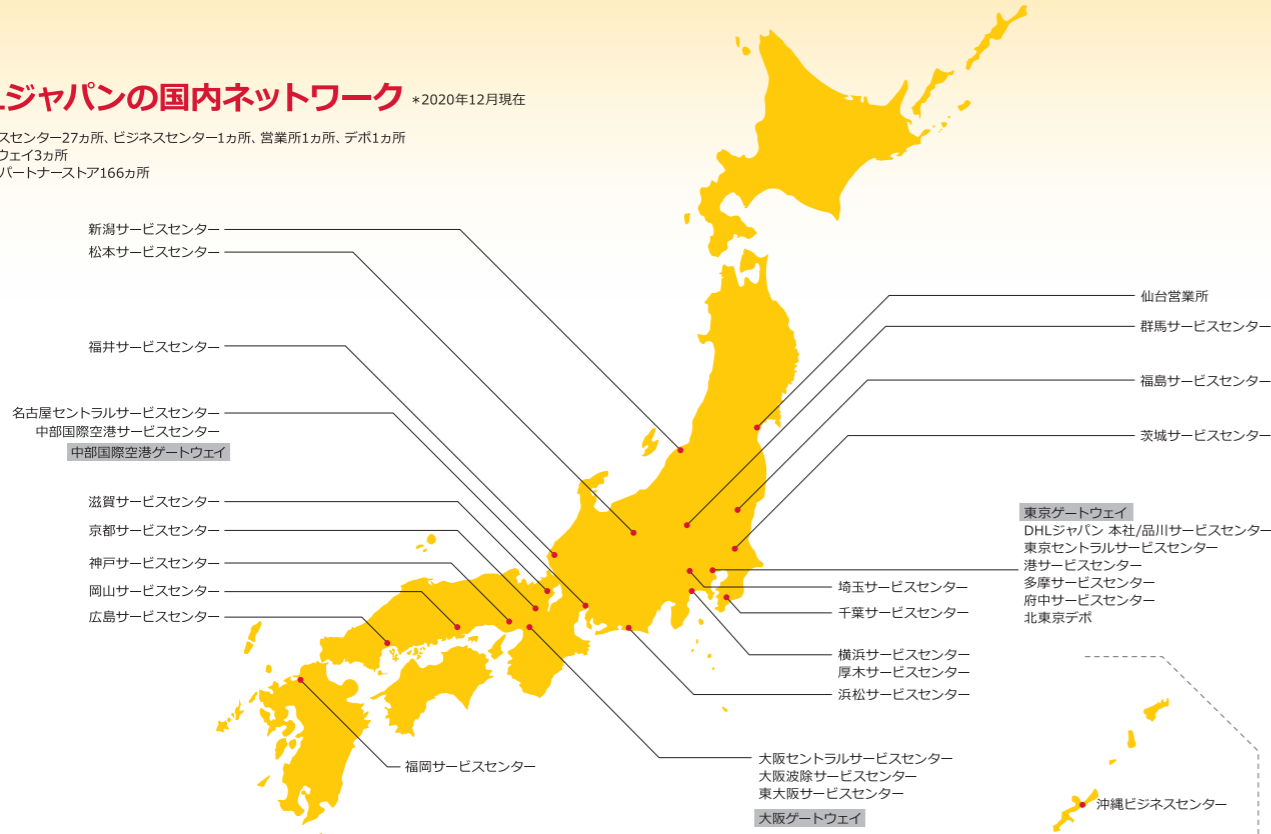 ジャパンの国内ネットワーク *2020年12月現在
スセンター27ヵ所、ビジネスセンター1ヵ所、営業所1ヵ所、デポ1ヵ所
ウェイ3ヵ所
パートナーストア166ヵ所
新潟サービスセンター
松本サービスセンター
福井サービスセンター
名古屋セントラルサービスセンター
中部国際空港サービスセンター
中部国際空港ゲートウェイ
滋賀サービスセンター
京都サービスセンター
神戸サービスセンター
岡山サービスセンター
広島サービスセンター
福岡サービスセンター
仙台営業所
群馬サービスセンター
福島サービスセンター
茨城サービスセンター
東京ゲートウェイ
DHLジャパン 本社/品川サービスセンター
東京セントラルサービスセンター
港サービスセンター
多摩サービスセンター
府中サービスセンター
北東京デポ
埼玉サービスセンター
千葉サービスセンター
横浜サービスセンター
厚木サービスセンター
浜松サービスセンター
大阪セントラルサービスセンター
大阪波除サービスセンター
東大阪サービスセンター
大阪ゲートウェイ
沖縄ビジネスセンター